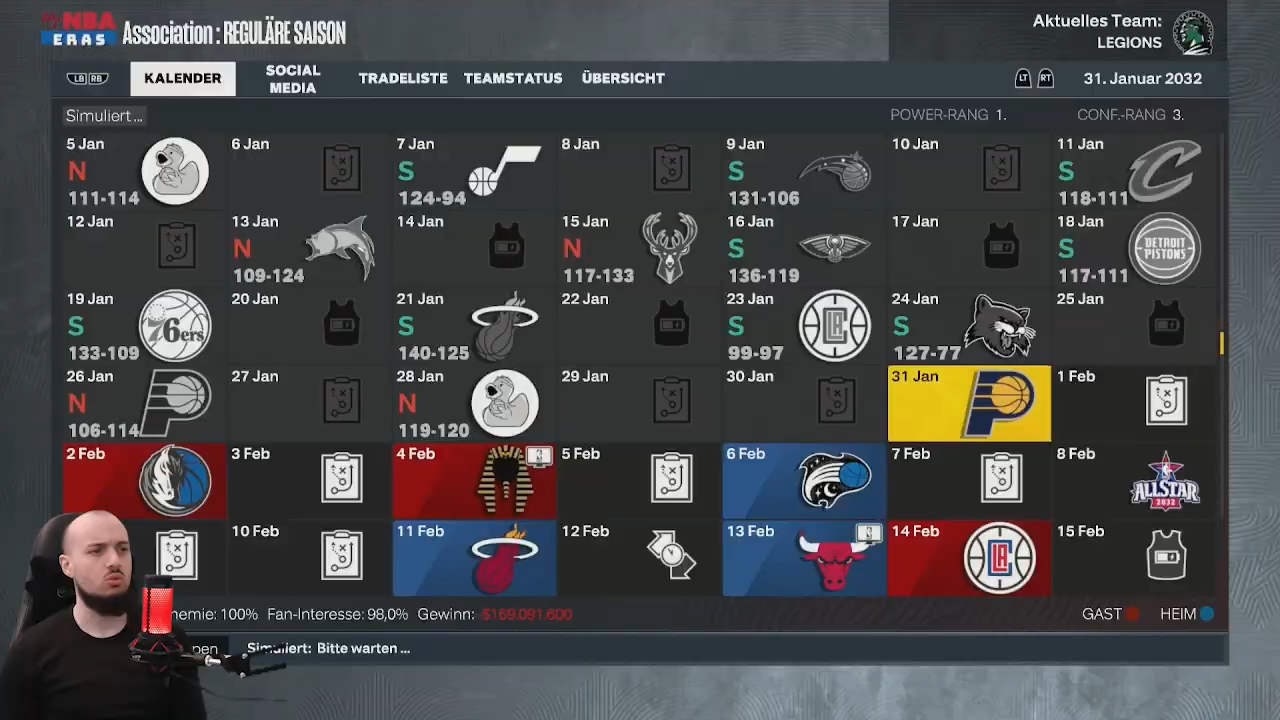 NBA
ERAS
Association : REGULÄRE SAISON
Aktuelles Team:
LEGIONS
LB RB
KALENDER
SOCIAL
MEDIA
TRADELISTE
TEAMSTATUS
ÜBERSICHT
LT RT
31. Januar 2032
Simuliert ...
POWER-RANG 1.
CONF.-RANG 3.
5 Jan
N
111-114
6 Jan
7 Jan
S
124-94
8 Jan
9 Jan
S
131-106
10 Jan
11 Jan
S
118-111
12 Jan
13 Jan
N
109-124
14 Jan
15 Jan
N
117-133
16 Jan
S
136-119
17 Jan
18 Jan
S
117-111
DETROIT
PISTONS
19 Jan
S
133-109
76ers
20 Jan
21 Jan
S
140-125
22 Jan
23 Jan
S
99-97
24 Jan
S
127-77
25 Jan
26 Jan
N
106-114
27 Jan
28 Jan
N
119-120
29 Jan
30 Jan
31 Jan
1 Feb
2 Feb
3 Feb
4 Feb
5 Feb
6 Feb
7 Feb
8 Feb
ALLSTAR
2032
10 Feb
11 Feb
12 Feb
13 Feb
14 Feb
15 Feb
hemie: 100% Fan-Interesse: 98,0% Gewinn: -$169.091.600
GAST
HEIM
pen
Simuliert: Bitte warten ...